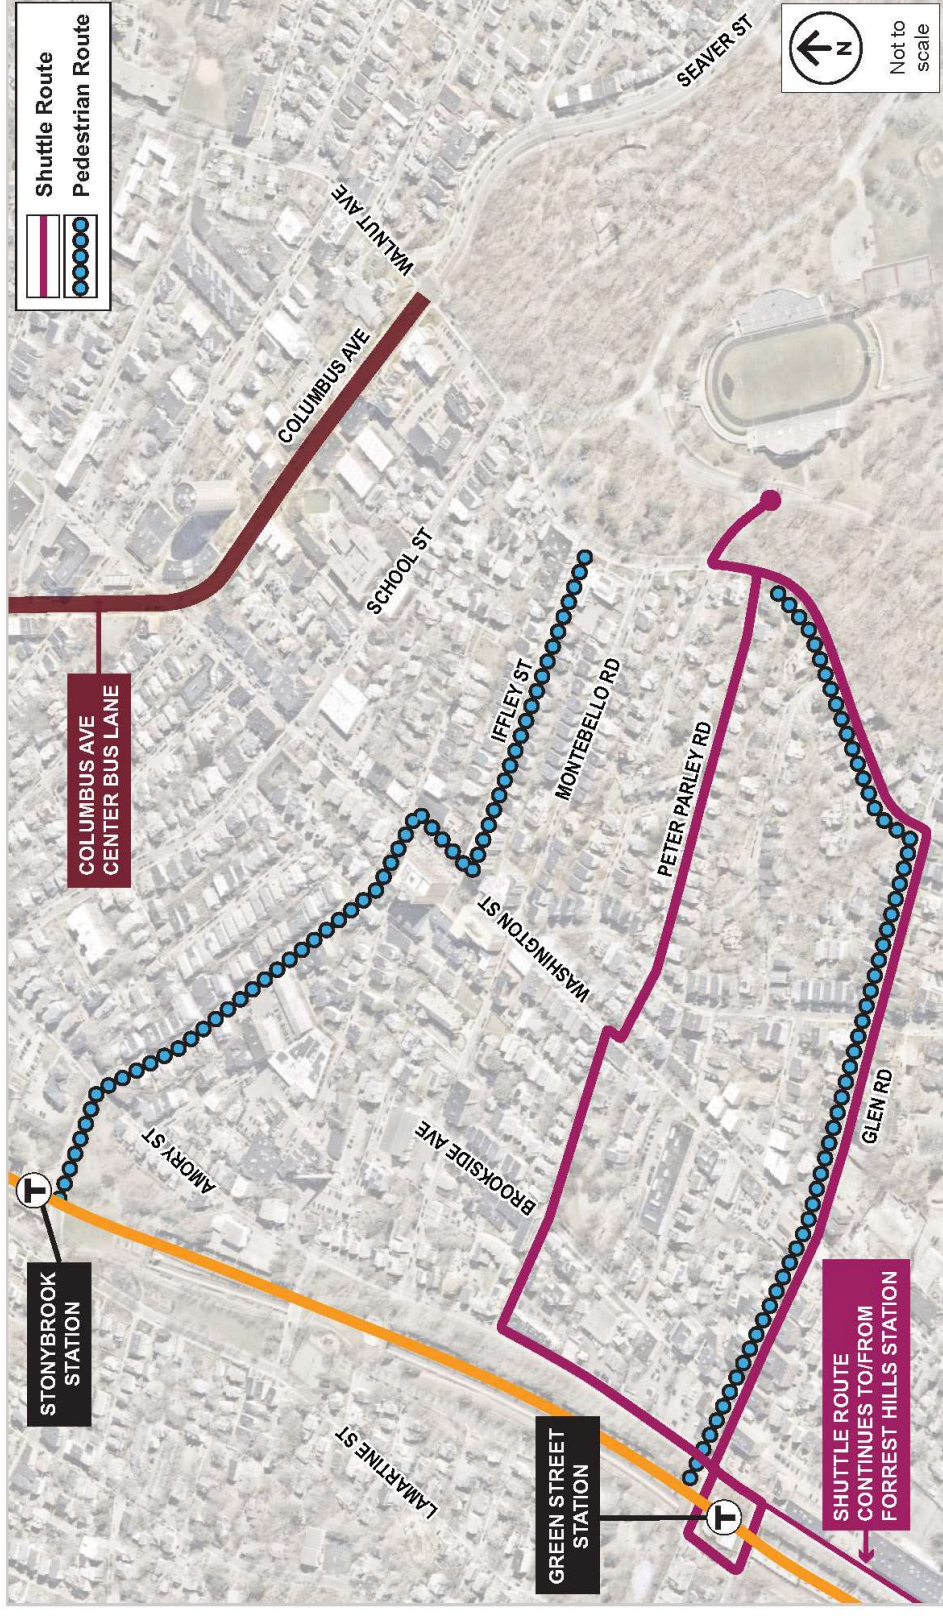 Shuttle Route
Pedestrian Route
N
Not to
scale
SEAVER ST
WALNUT AVE
COLUMBUS AVE
COLUMBUS AVE
CENTER BUS LANE
SCHOOL ST
IFFLEY ST
MONTEBELLO RD
WASHINGTON ST
PETER PARLEY RD
AMORY ST
BROOKSIDE AVE
GLEN RD
T
STONYBROOK
STATION
LAMARTINE ST
GREEN STREET
STATION
T
SHUTTLE ROUTE
CONTINUES TO/FROM
FORREST HILLS STATION